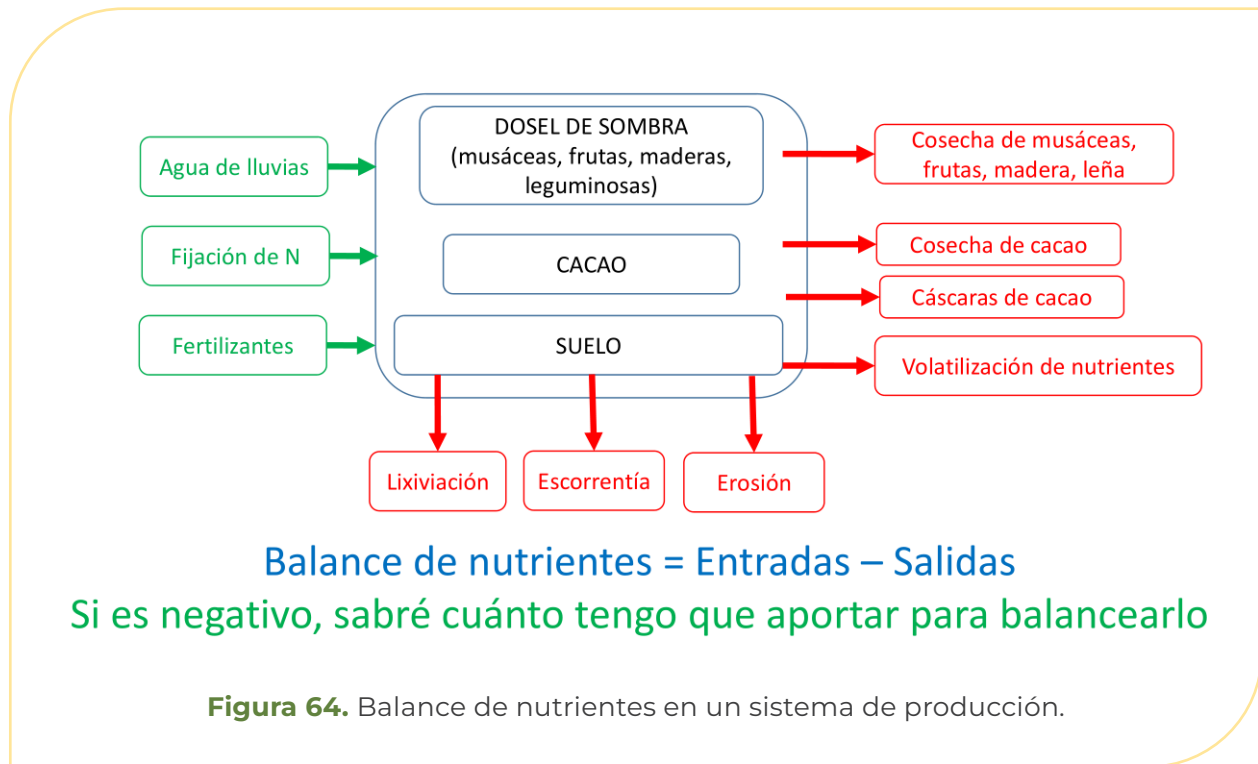 DOSEL DE SOMBRA
(musáceas, frutas, maderas,
leguminosas)
Agua de lluvias
Cosecha de musáceas,
frutas, madera, leña
Fijación de N
CACAO
Cosecha de cacao
Cáscaras de cacao
Fertilizantes
SUELO
Volatilización de nutrientes
Lixiviación
Escorrentía
Erosión
Balance de nutrientes = Entradas – Salidas
Si es negativo, sabré cuánto tengo que aportar para balancearlo
Figura 64. Balance de nutrientes en un sistema de producción.